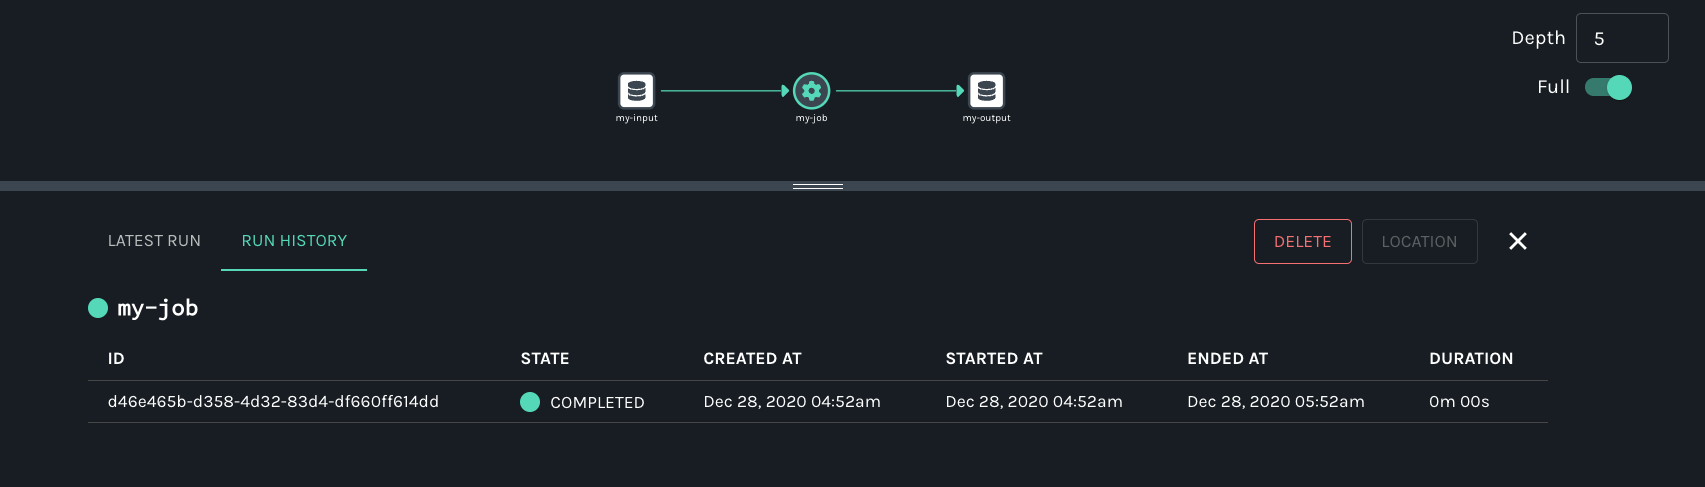 Depth 5
Full
my-input my-job my-output
LATEST RUN RUN HISTORY DELETE LOCATION
my-job
ID STATE CREATED AT STARTED AT ENDED AT DURATION
d46e465b-d358-4d32-83d4-df660ff614dd COMPLETED Dec 28, 2020 04:52am Dec 28, 2020 04:52am Dec 28, 2020 05:52am 0m 00s